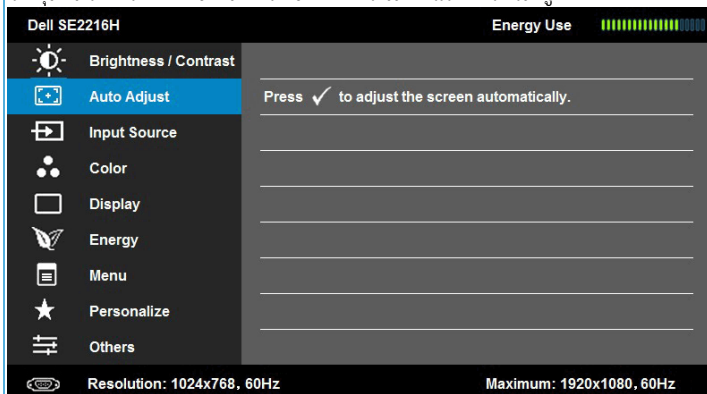 Dell SE2216H Energy Use
Brightness / Contrast
Auto Adjust Press ✓ to adjust the screen automatically.
Input Source
Color
Display
Energy
Menu
Personalize
Others
Resolution: 1024x768, 60Hz Maximum: 1920x1080, 60Hz